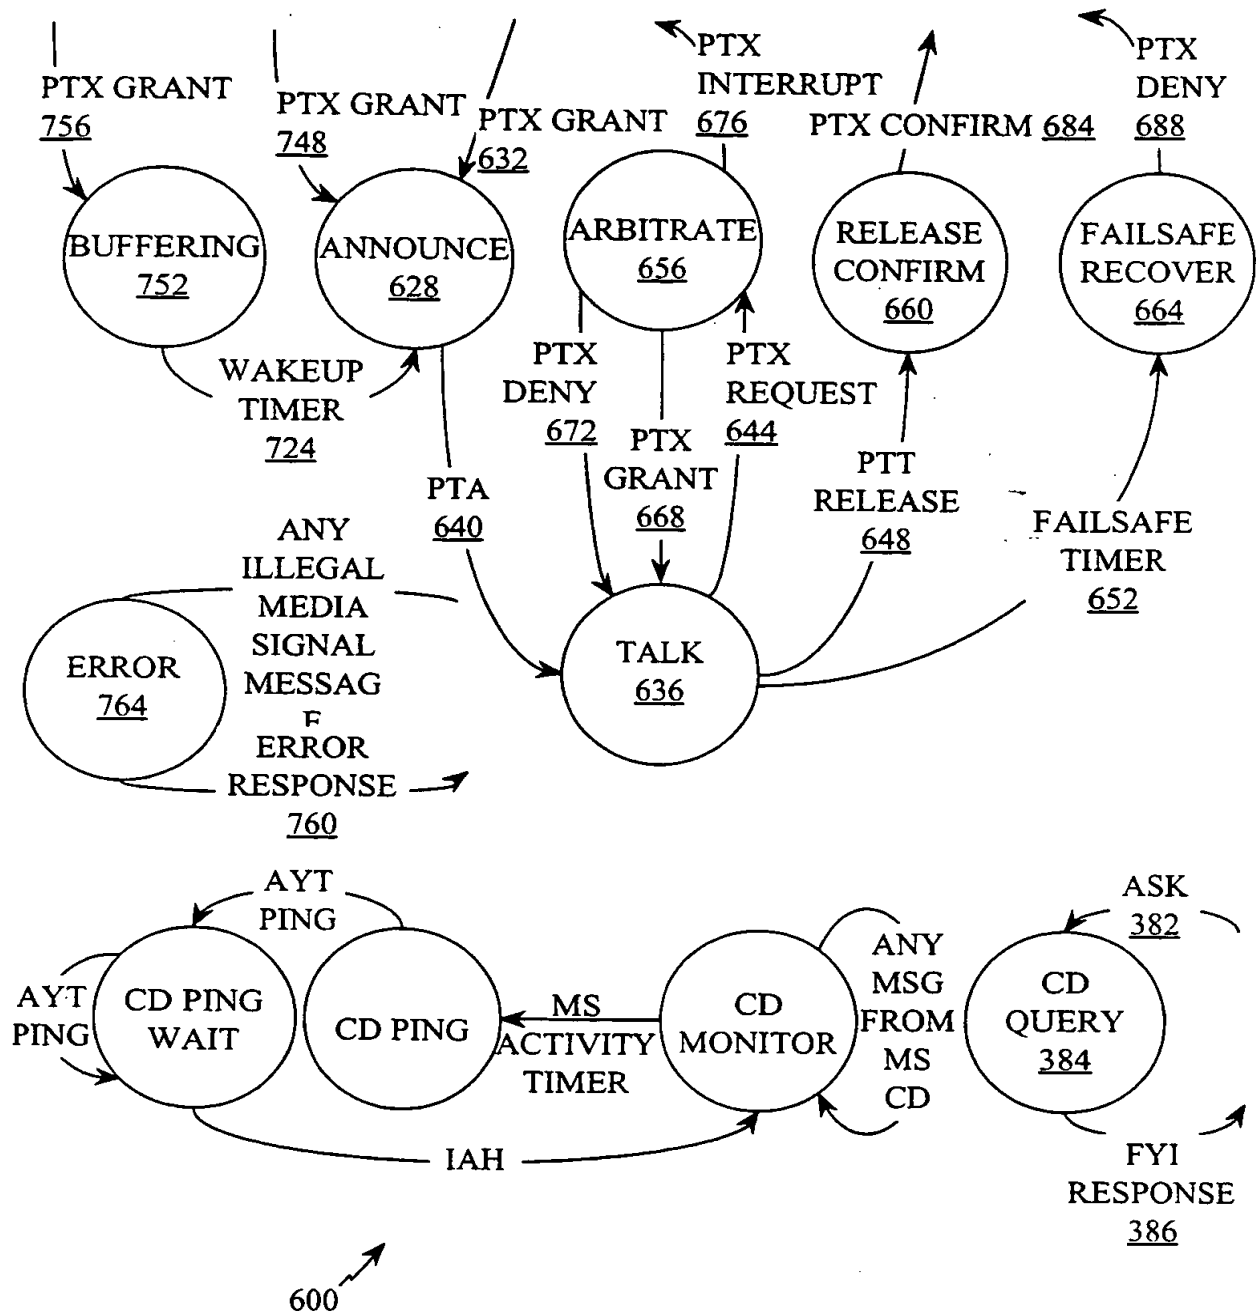 PTX GRANT
756
PTX GRANT
748
PTX GRANT
632
PTX
INTERRUPT
676
PTX CONFIRM 684
PTX
DENY
688
BUFFERING
752
ANNOUNCE
628
ARBITRATE
656
RELEASE
CONFIRM
660
FAILSAFE
RECOVER
664
WAKEUP
TIMER
724
PTX
DENY
672
PTX
GRANT
668
PTX
REQUEST
644
PTT
RELEASE
648
FAILSAFE
TIMER
652
PTA
640
ANY
ILLEGAL
MEDIA
SIGNAL
MESSAG
E
ERROR
764
TALK
636
ERROR
RESPONSE
760
AYT
PING
AYT
PING
CD PING
WAIT
CD PING
MS
ACTIVITY
TIMER
CD
MONITOR
ANY
MSG
FROM
MS
CD
ASK
382
CD
QUERY
384
IAH
FYI
RESPONSE
386
600